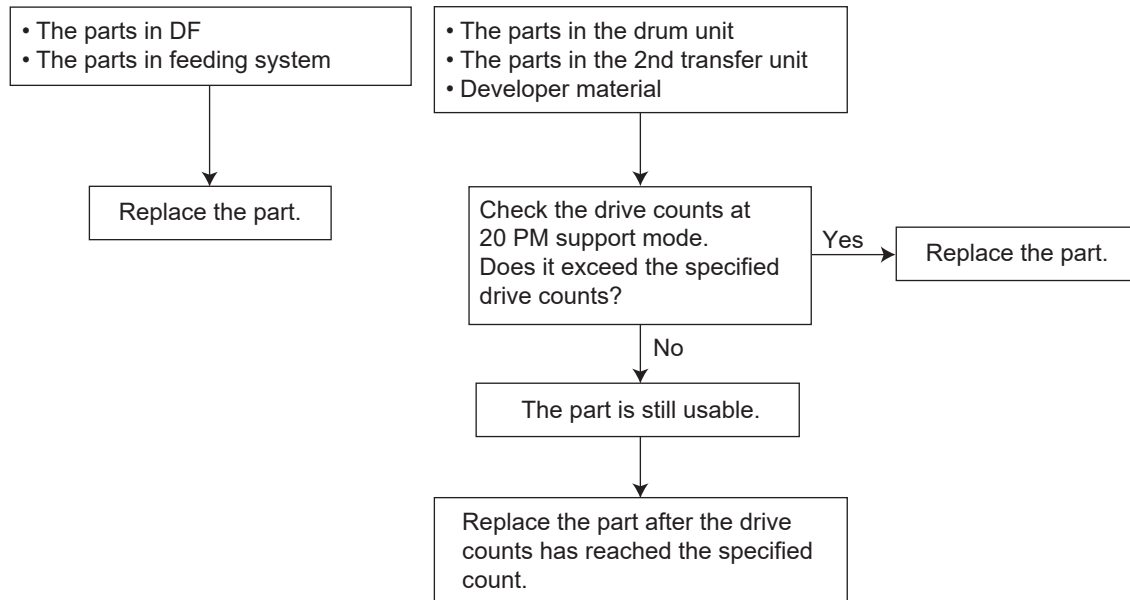 • The parts in DF
• The parts in feeding system
Replace the part.
• The parts in the drum unit
• The parts in the 2nd transfer unit
• Developer material
Check the drive counts at
20 PM support mode.
Does it exceed the specified
drive counts?
Yes
Replace the part.
No
The part is still usable.
Replace the part after the drive
counts has reached the specified
count.